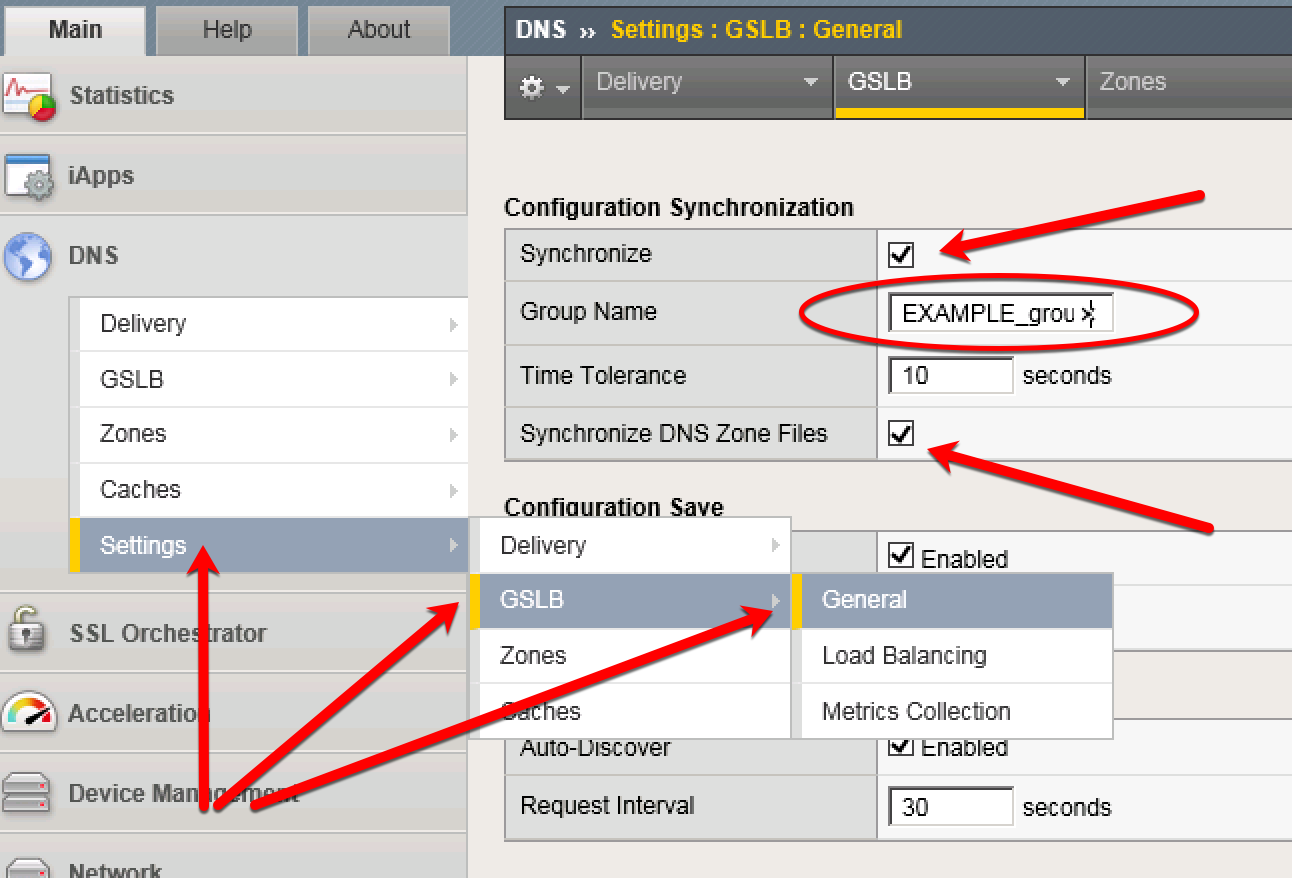 Main
Help
About
DNS ›› Settings : GSLB : General
Delivery
GSLB
Zones
Statistics
iApps
DNS
Delivery
GSLB
Zones
Caches
Settings
SSL Orchestrator
Acceleration
Device Management
Network
Configuration Synchronization
Synchronize
Group Name
EXAMPLE_grou
Time Tolerance
10 seconds
Synchronize DNS Zone Files
Configuration Save
Enabled
Delivery
GSLB
Zones
Caches
General
Load Balancing
Metrics Collection
Auto-Discover
Enabled
Request Interval
30 seconds